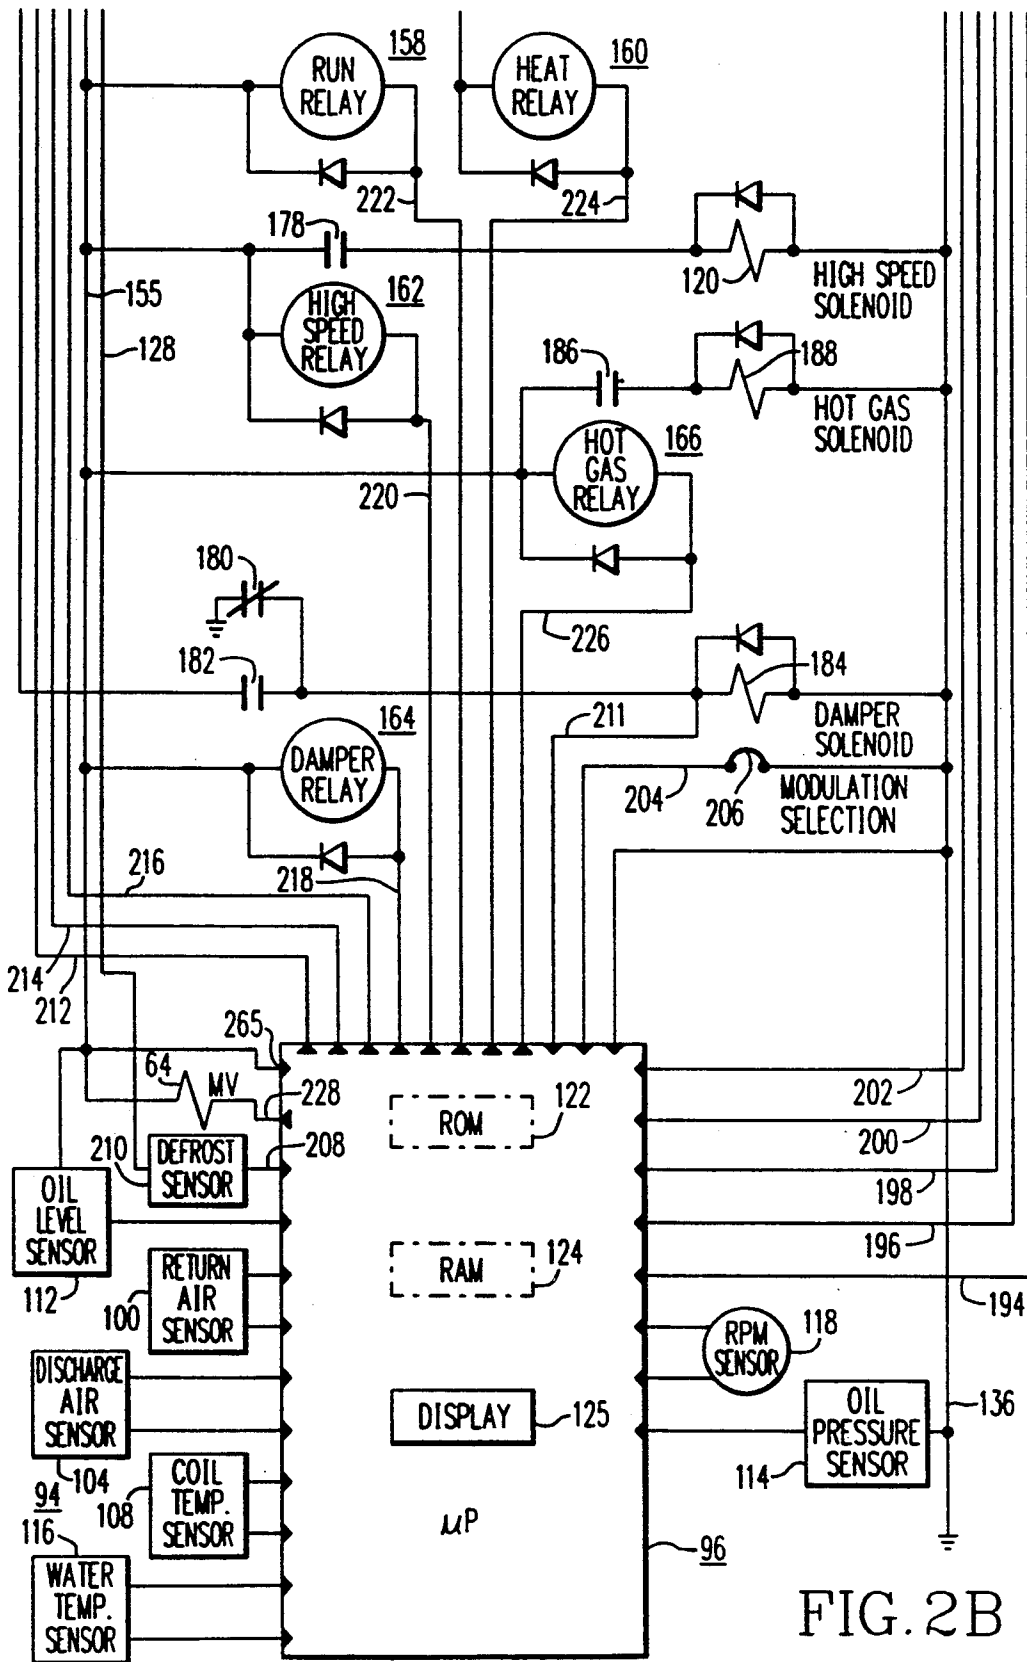 158
RUN
RELAY
160
HEAT
RELAY
222
224
178
120
HIGH SPEED
SOLENOID
155
162
HIGH
SPEED
RELAY
128
186
188
HOT GAS
SOLENOID
HOT
GAS
RELAY
166
220
180
226
182
184
211
DAMPER
SOLENOID
164
DAMPER
RELAY
204
206
MODULATION
SELECTION
216
218
214
212
265
64
MV
228
202
ROM
122
200
210
DEFROST
SENSOR
208
198
OIL
LEVEL
SENSOR
196
112
RETURN
AIR
SENSOR
100
RAM
124
194
RPM
SENSOR
118
DISCHARGE
AIR
SENSOR
104
DISPLAY
125
OIL
PRESSURE
SENSOR
136
114
94
COIL
TEMP.
SENSOR
108
μP
96
116
WATER
TEMP.
SENSOR
FIG. 2B